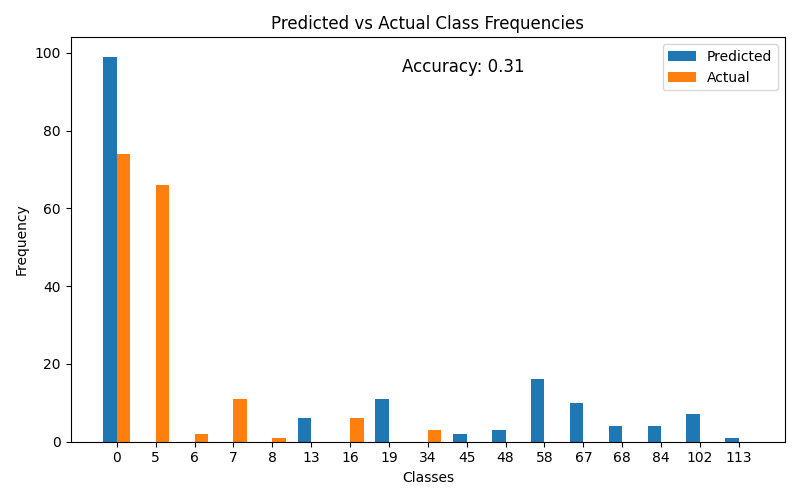 Predicted vs Actual Class Frequencies
Accuracy: 0.31
Predicted
Actual
Frequency
100
80
60
40
20
0
0 5 6 7 8 13 16 19 34 45 48 58 67 68 84 102 113
Classes